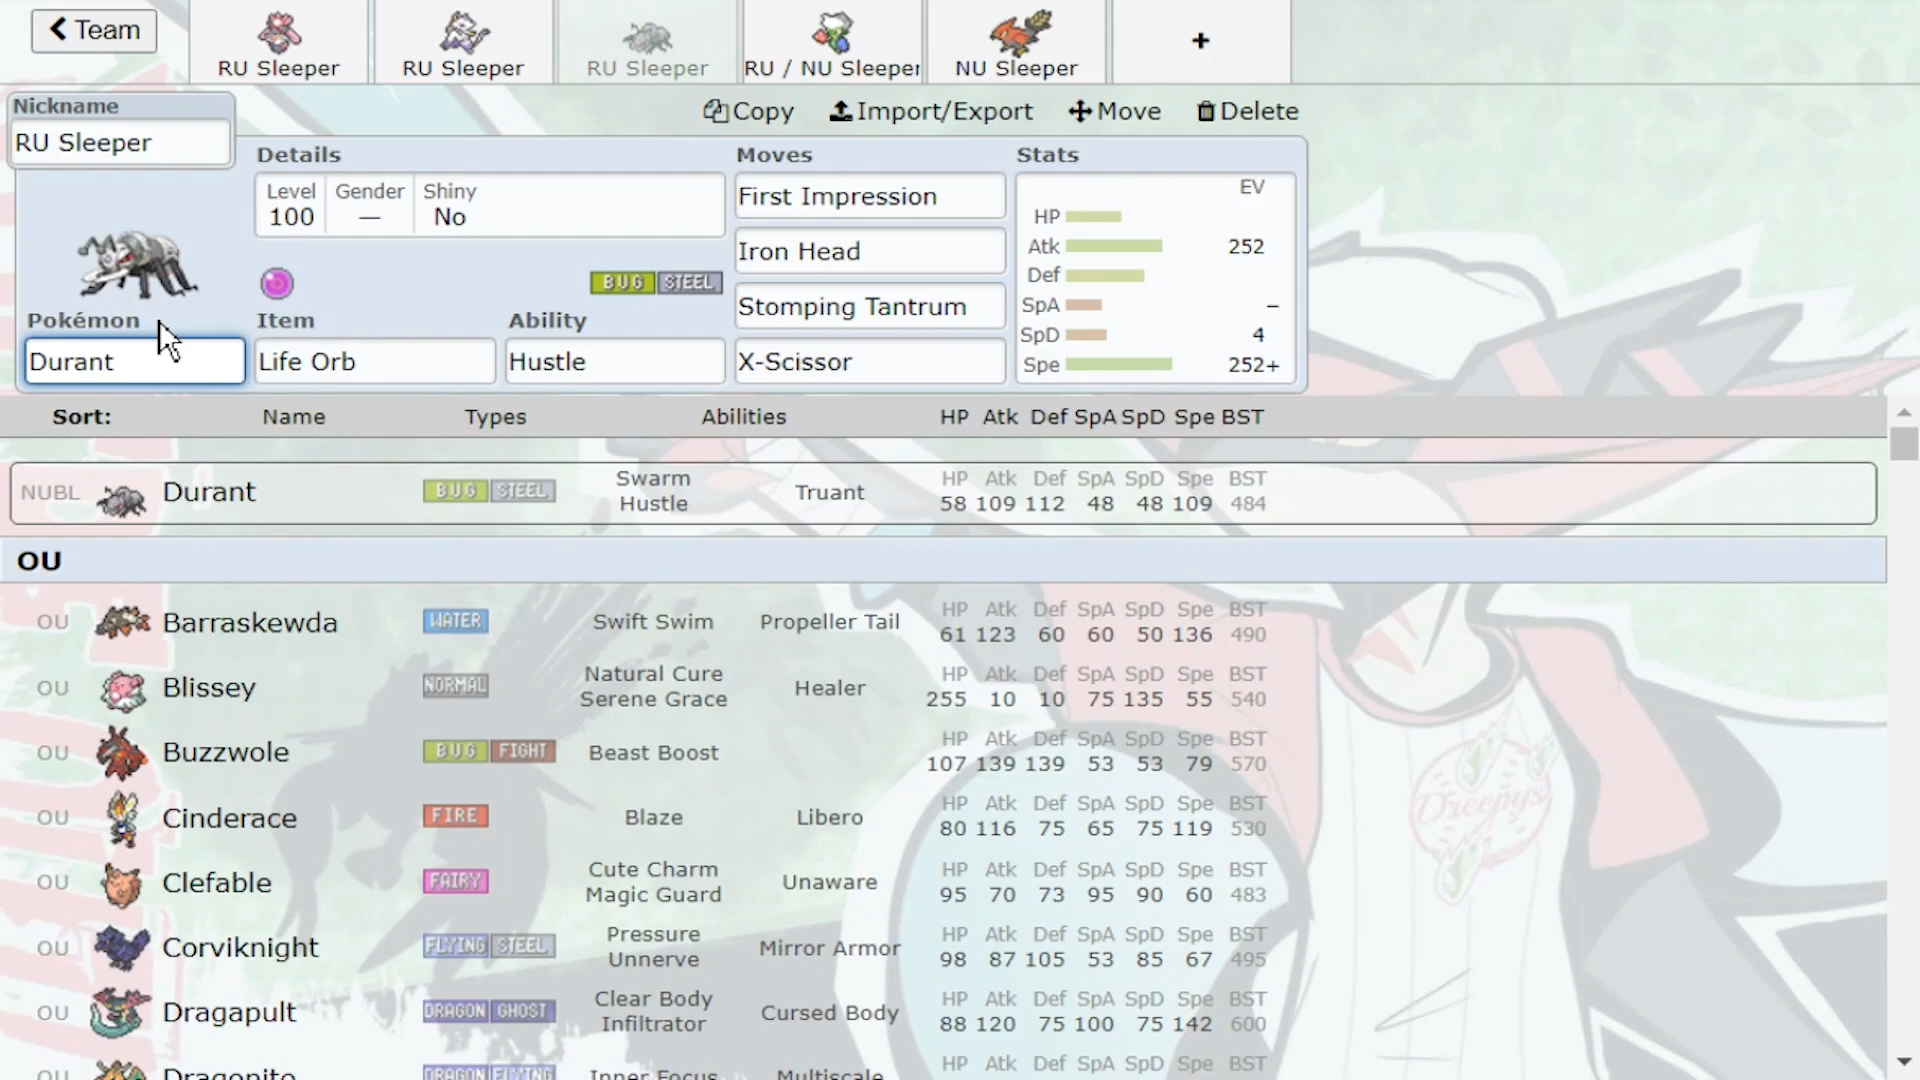 Team
RU Sleeper
RU Sleeper
RU Sleeper
RU / NU Sleeper
NU Sleeper
+
Nickname
RU Sleeper
Copy
Import/Export
Move
Delete
Details
Moves
Stats
Level Gender Shiny
100 — No
First Impression
Iron Head
Stomping Tantrum
X-Scissor
EV
HP
Atk 252
Def
SpA –
SpD 4
Spe 252+
BUG STEEL
Pokémon
Item
Ability
Durant
Life Orb
Hustle
Sort: Name Types Abilities HP Atk Def SpA SpD Spe BST
NUBL Durant BUG STEEL Swarm Hustle Truant
HP Atk Def SpA SpD Spe BST
58 109 112 48 48 109 484
OU
OU Barraskewda WATER Swift Swim Propeller Tail
HP Atk Def SpA SpD Spe BST
61 123 60 60 50 136 490
OU Blissey NORMAL Natural Cure Serene Grace Healer
HP Atk Def SpA SpD Spe BST
255 10 10 75 135 55 540
OU Buzzwole BUG FIGHT Beast Boost
HP Atk Def SpA SpD Spe BST
107 139 139 53 53 79 570
OU Cinderace FIRE Blaze Libero
HP Atk Def SpA SpD Spe BST
80 116 75 65 75 119 530
OU Clefable FAIRY Cute Charm Magic Guard Unaware
HP Atk Def SpA SpD Spe BST
95 70 73 95 90 60 483
OU Corviknight FLYING STEEL Pressure Unnerve Mirror Armor
HP Atk Def SpA SpD Spe BST
98 87 105 53 85 67 495
OU Dragapult DRAGON GHOST Clear Body Infiltrator Cursed Body
HP Atk Def SpA SpD Spe BST
88 120 75 100 75 142 600
OU Dragonite DRAGON FLYING Inner Focus Multiscale
HP Atk Def SpA SpD Spe BST
Dreepys